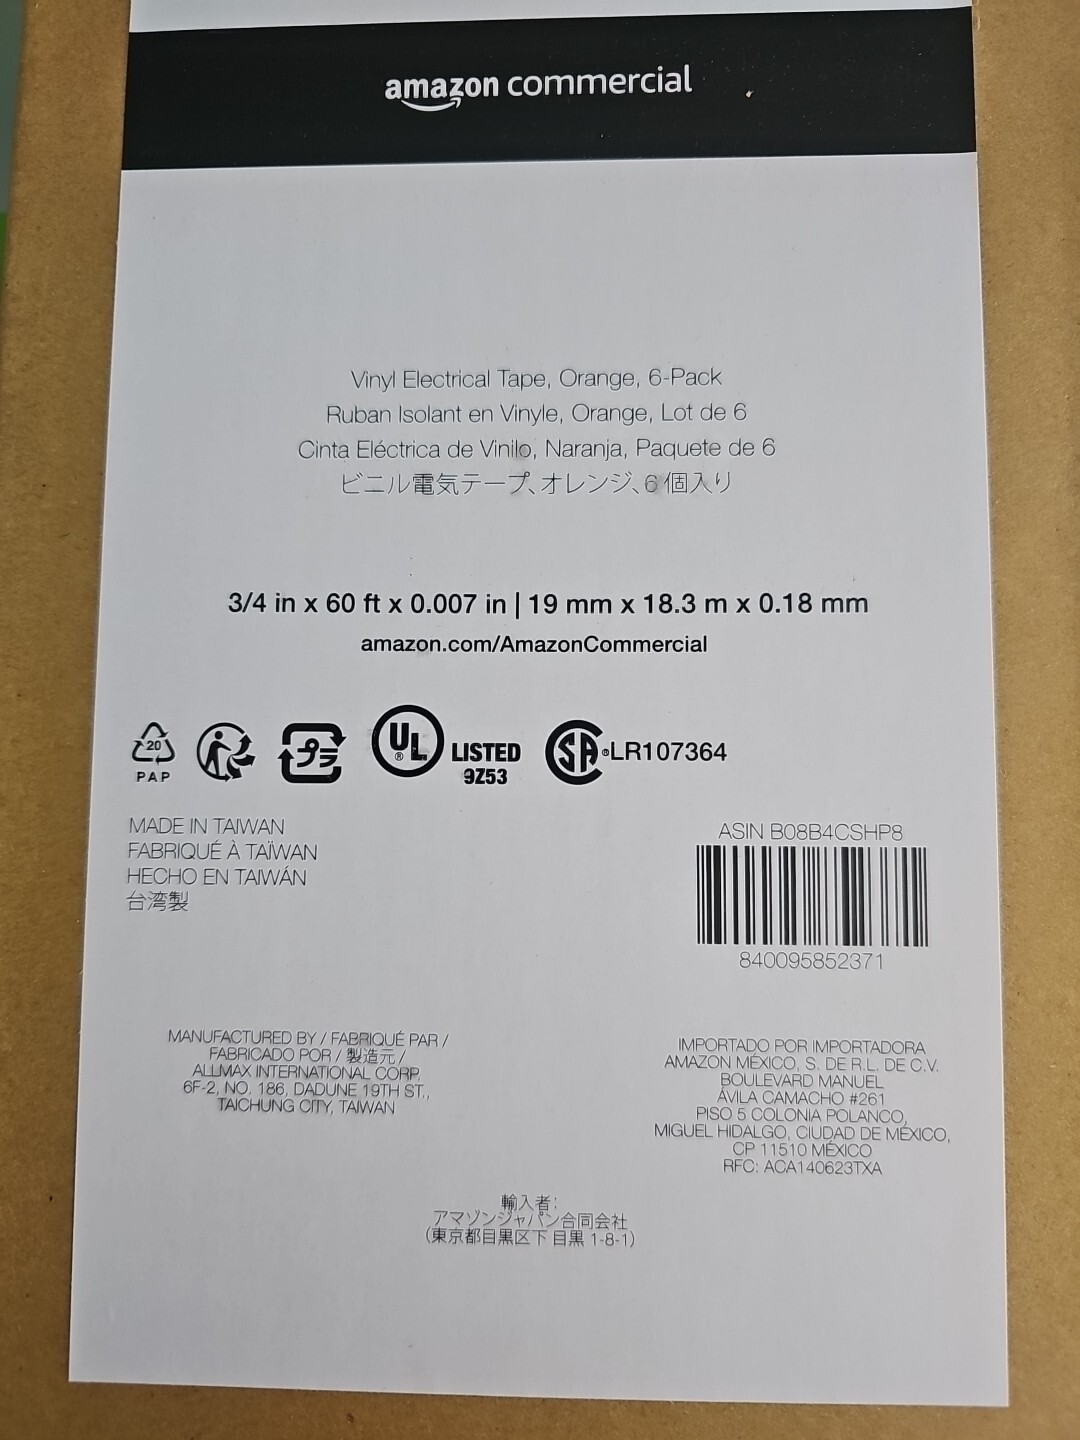 amazon commercial
Vinyl Electrical Tape, Orange, 6-Pack
Ruban Isolant en Vinyle, Orange, Lot de 6
Cinta Eléctrica de Vinilo, Naranja, Paquete de 6
ビニル電気テープ、オレンジ、6 個入り
3/4 in x 60 ft x 0.007 in | 19 mm x 18.3 m x 0.18 mm
amazon.com/AmazonCommercial
20
PAP
プラ
UL ®
LISTED
9Z53
SA ® LR107364
MADE IN TAIWAN
FABRIQUÉ À TAÏWAN
HECHO EN TAIWÁN
台湾製
ASIN B08B4CSHP8
840095852371
MANUFACTURED BY / FABRIQUÉ PAR /
FABRICADO POR / 製造元 /
ALLMAX INTERNATIONAL CORP.
6F-2, NO. 186, DADUNE 19TH ST.,
TAICHUNG CITY, TAIWAN
IMPORTADO POR IMPORTADORA
AMAZON MÉXICO, S. DE R.L. DE C.V.
BOULEVARD MANUEL
ÁVILA CAMACHO #261
PISO 5 COLONIA POLANCO,
MIGUEL HIDALGO, CIUDAD DE MÉXICO,
CP 11510 MÉXICO
RFC: ACA140623TXA
輸入者:
アマゾンジャパン合同会社
(東京都目黒区下 目黒 1-8-1)